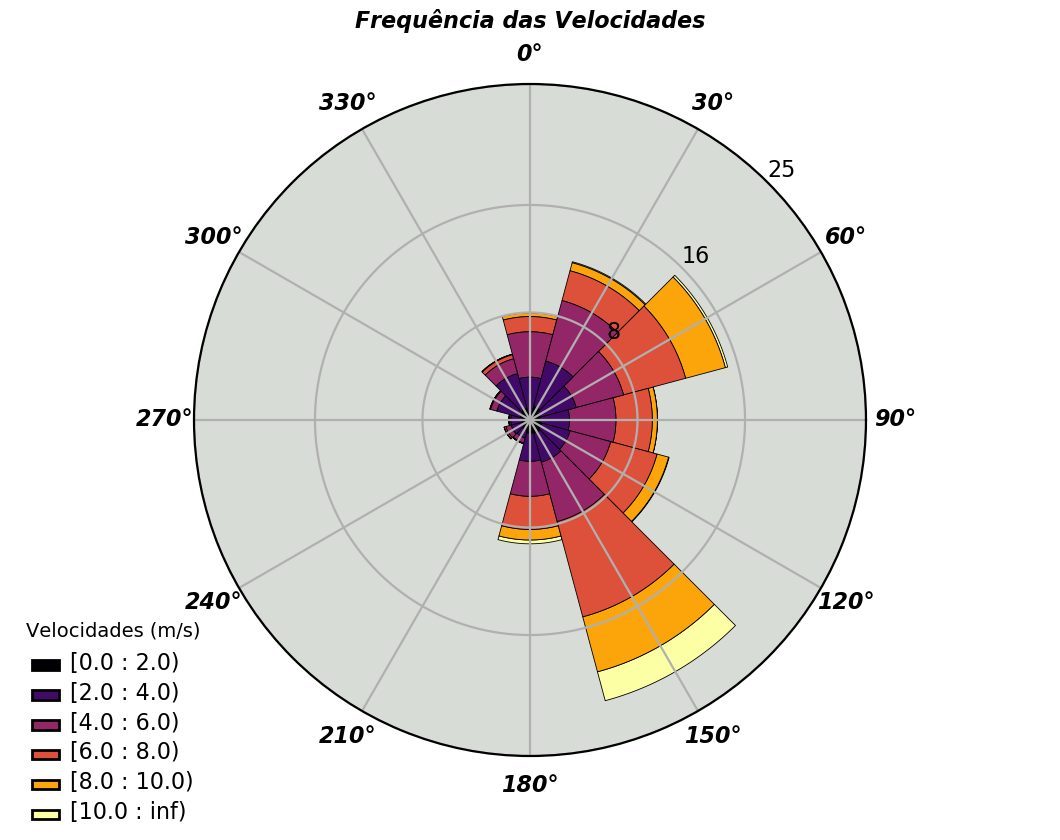 Frequência das Velocidades
0°
330°
30°
25
300°
60°
16
8
270°
90°
240°
120°
210°
150°
180°
Velocidades (m/s)
[0.0 : 2.0)
[2.0 : 4.0)
[4.0 : 6.0)
[6.0 : 8.0)
[8.0 : 10.0)
[10.0 : inf)